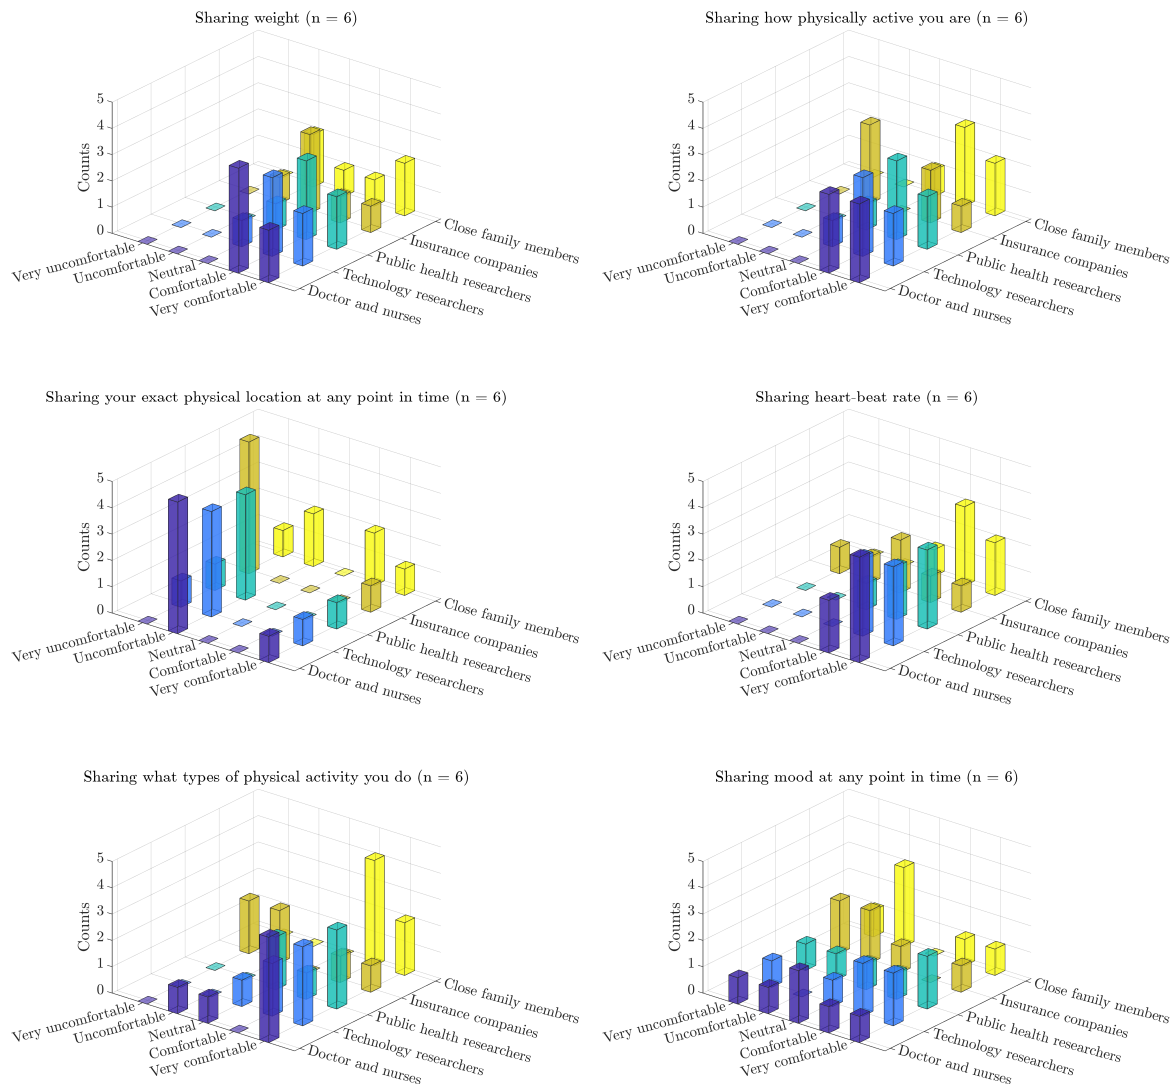 Sharing weight (n = 6)
Counts
5
4
3
2
1
0
Very uncomfortable
Uncomfortable
Neutral
Comfortable
Very comfortable
Close family members
Insurance companies
Public health researchers
Technology researchers
Doctor and nurses
Sharing how physically active you are (n = 6)
Counts
5
4
3
2
1
0
Very uncomfortable
Uncomfortable
Neutral
Comfortable
Very comfortable
Close family members
Insurance companies
Public health researchers
Technology researchers
Doctor and nurses
Sharing your exact physical location at any point in time (n = 6)
Counts
5
4
3
2
1
0
Very uncomfortable
Uncomfortable
Neutral
Comfortable
Very comfortable
Close family members
Insurance companies
Public health researchers
Technology researchers
Doctor and nurses
Sharing heart-beat rate (n = 6)
Counts
5
4
3
2
1
0
Very uncomfortable
Uncomfortable
Neutral
Comfortable
Very comfortable
Close family members
Insurance companies
Public health researchers
Technology researchers
Doctor and nurses
Sharing what types of physical activity you do (n = 6)
Counts
5
4
3
2
1
0
Very uncomfortable
Uncomfortable
Neutral
Comfortable
Very comfortable
Close family members
Insurance companies
Public health researchers
Technology researchers
Doctor and nurses
Sharing mood at any point in time (n = 6)
Counts
5
4
3
2
1
0
Very uncomfortable
Uncomfortable
Neutral
Comfortable
Very comfortable
Close family members
Insurance companies
Public health researchers
Technology researchers
Doctor and nurses